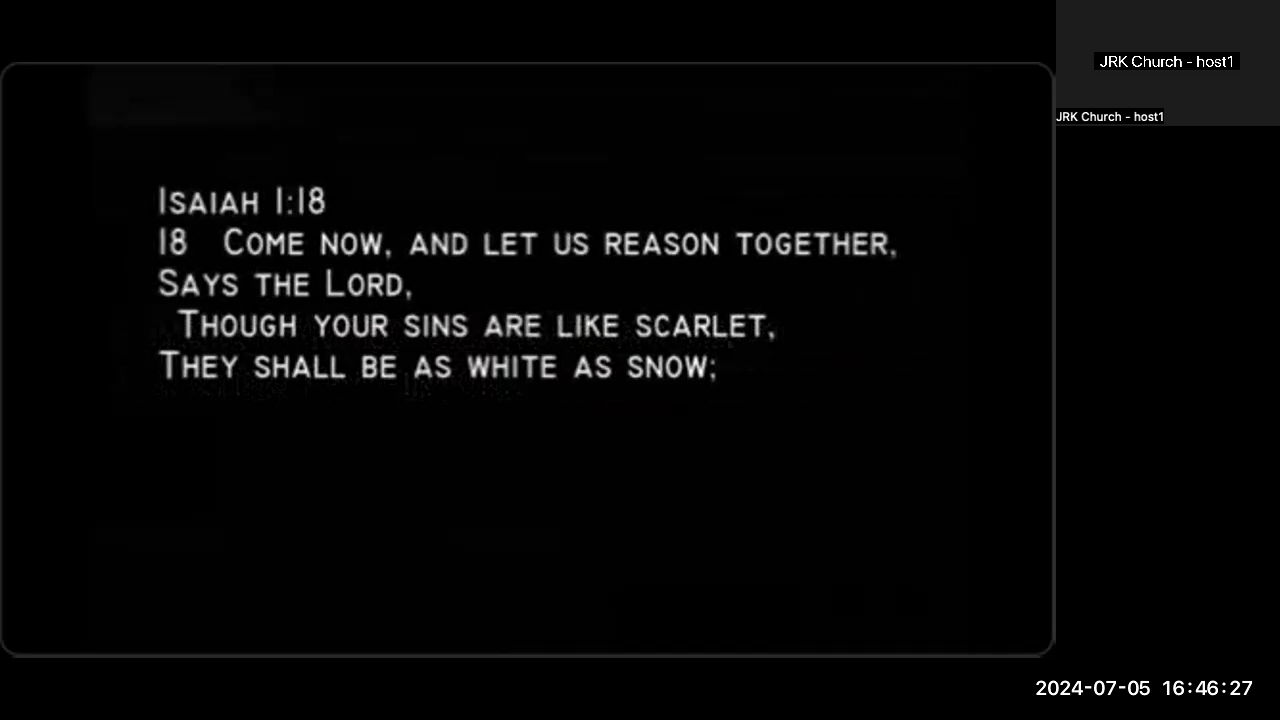 JRK Church - host1
JRK Church - host1
Isaiah 1:18
18 Come now, and let us reason together,
Says the Lord,
Though your sins are like scarlet,
They shall be as white as snow;
2024-07-05 16:46:27